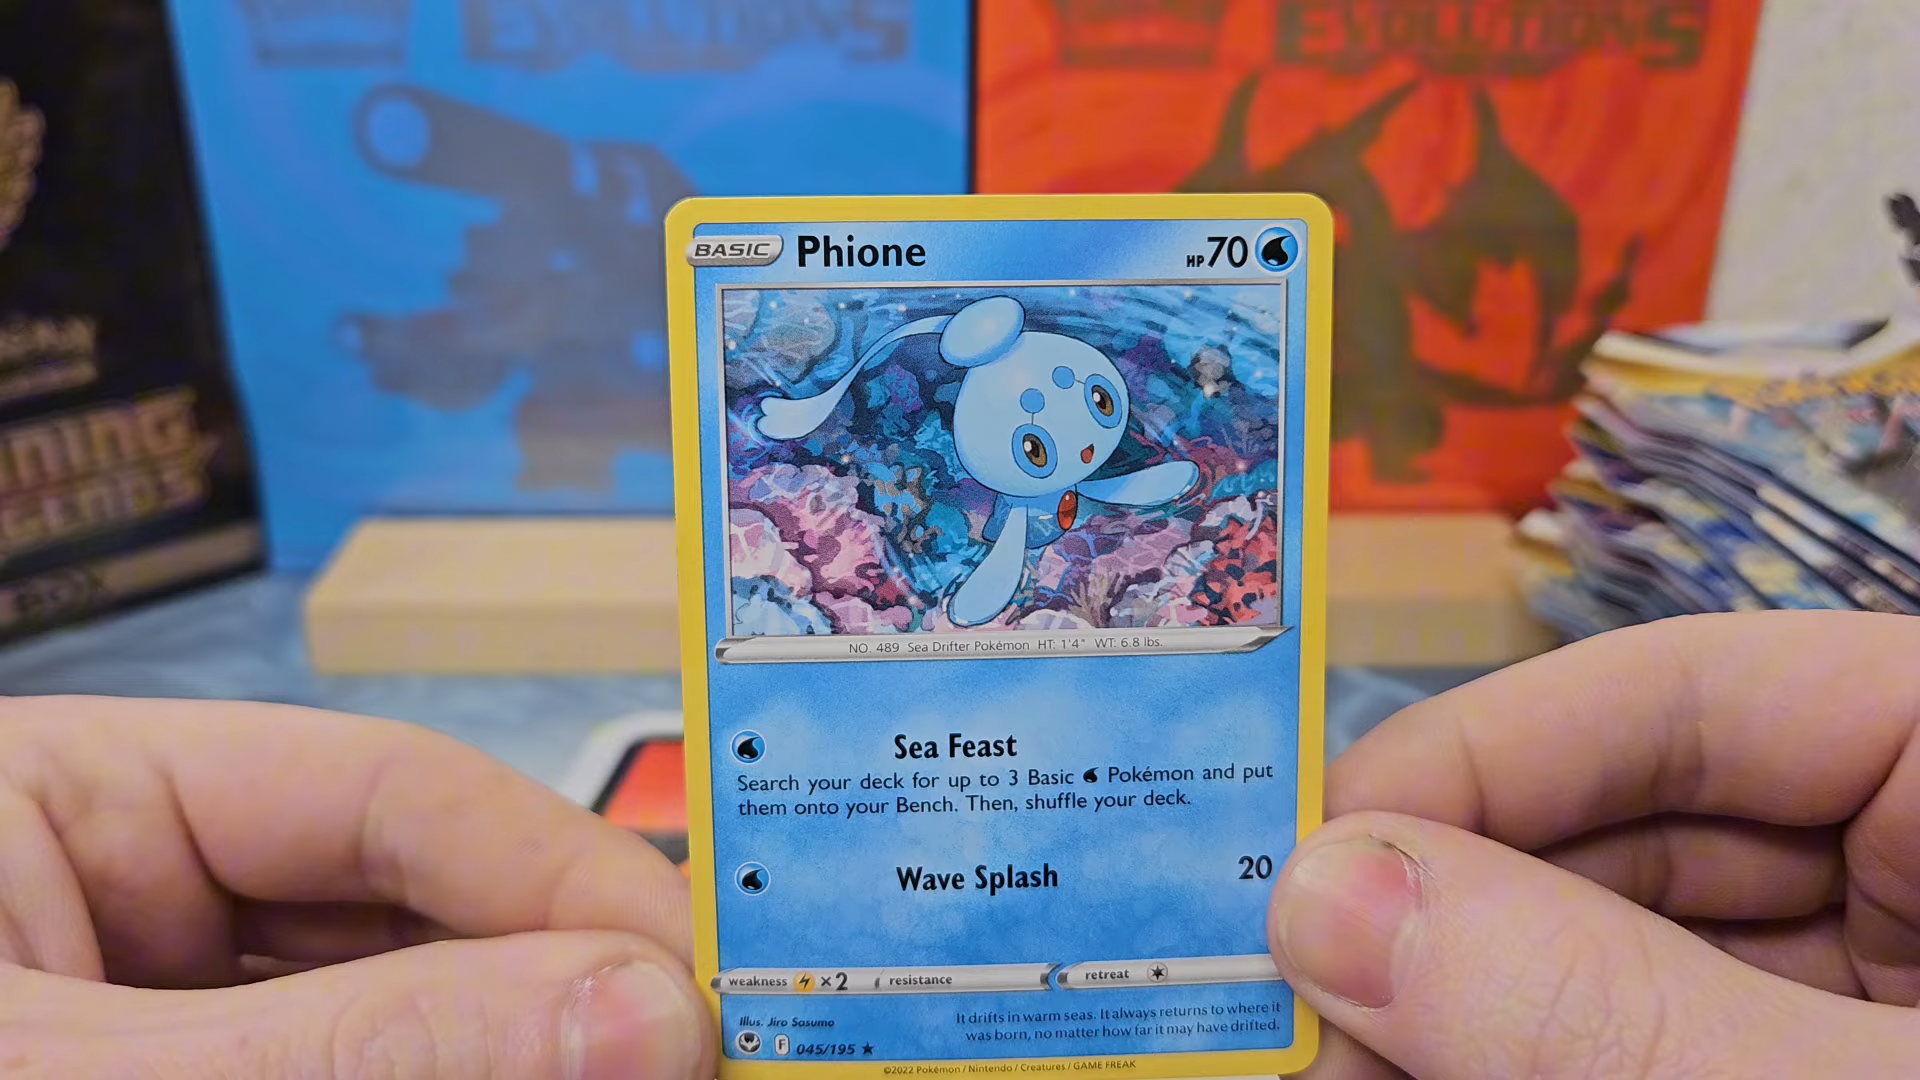 EVOLUTIONS
EVOLUTIONS
BASIC
Phione
HP70
NO. 489 Sea Drifter Pokémon HT: 1'4" WT: 6.8 lbs.
Sea Feast
Search your deck for up to 3 Basic Pokémon and put
them onto your Bench. Then, shuffle your deck.
Wave Splash 20
weakness ×2 resistance retreat
Illus. Jiro Sasumo
It drifts in warm seas. It always returns to where it
was born, no matter how far it may have drifted.
F 045/195 ★
©2022 Pokémon / Nintendo / Creatures / GAME FREAK